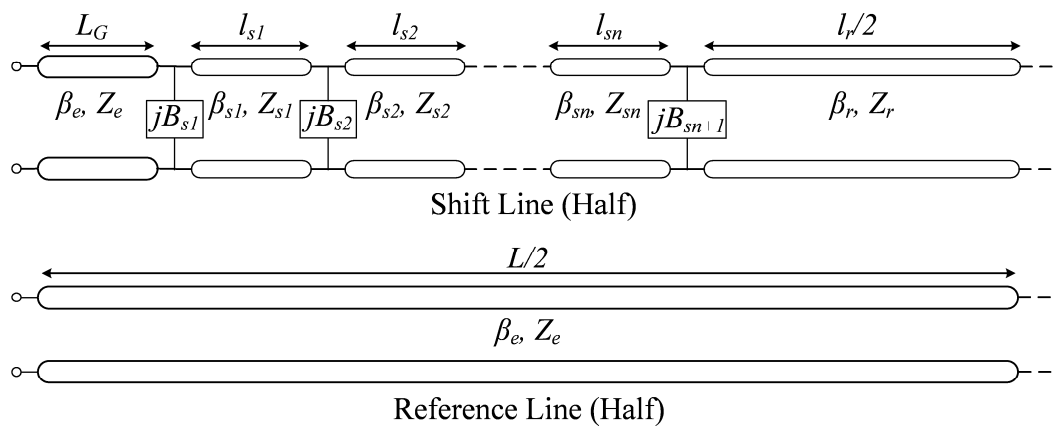 L_G l_s1 l_s2 l_sn l_r/2
β_e, Z_e jB_s1 β_s1, Z_s1 jB_s2 β_s2, Z_s2 β_sn, Z_sn jB_sn+1 β_r, Z_r
Shift Line (Half)
L/2
β_e, Z_e
Reference Line (Half)